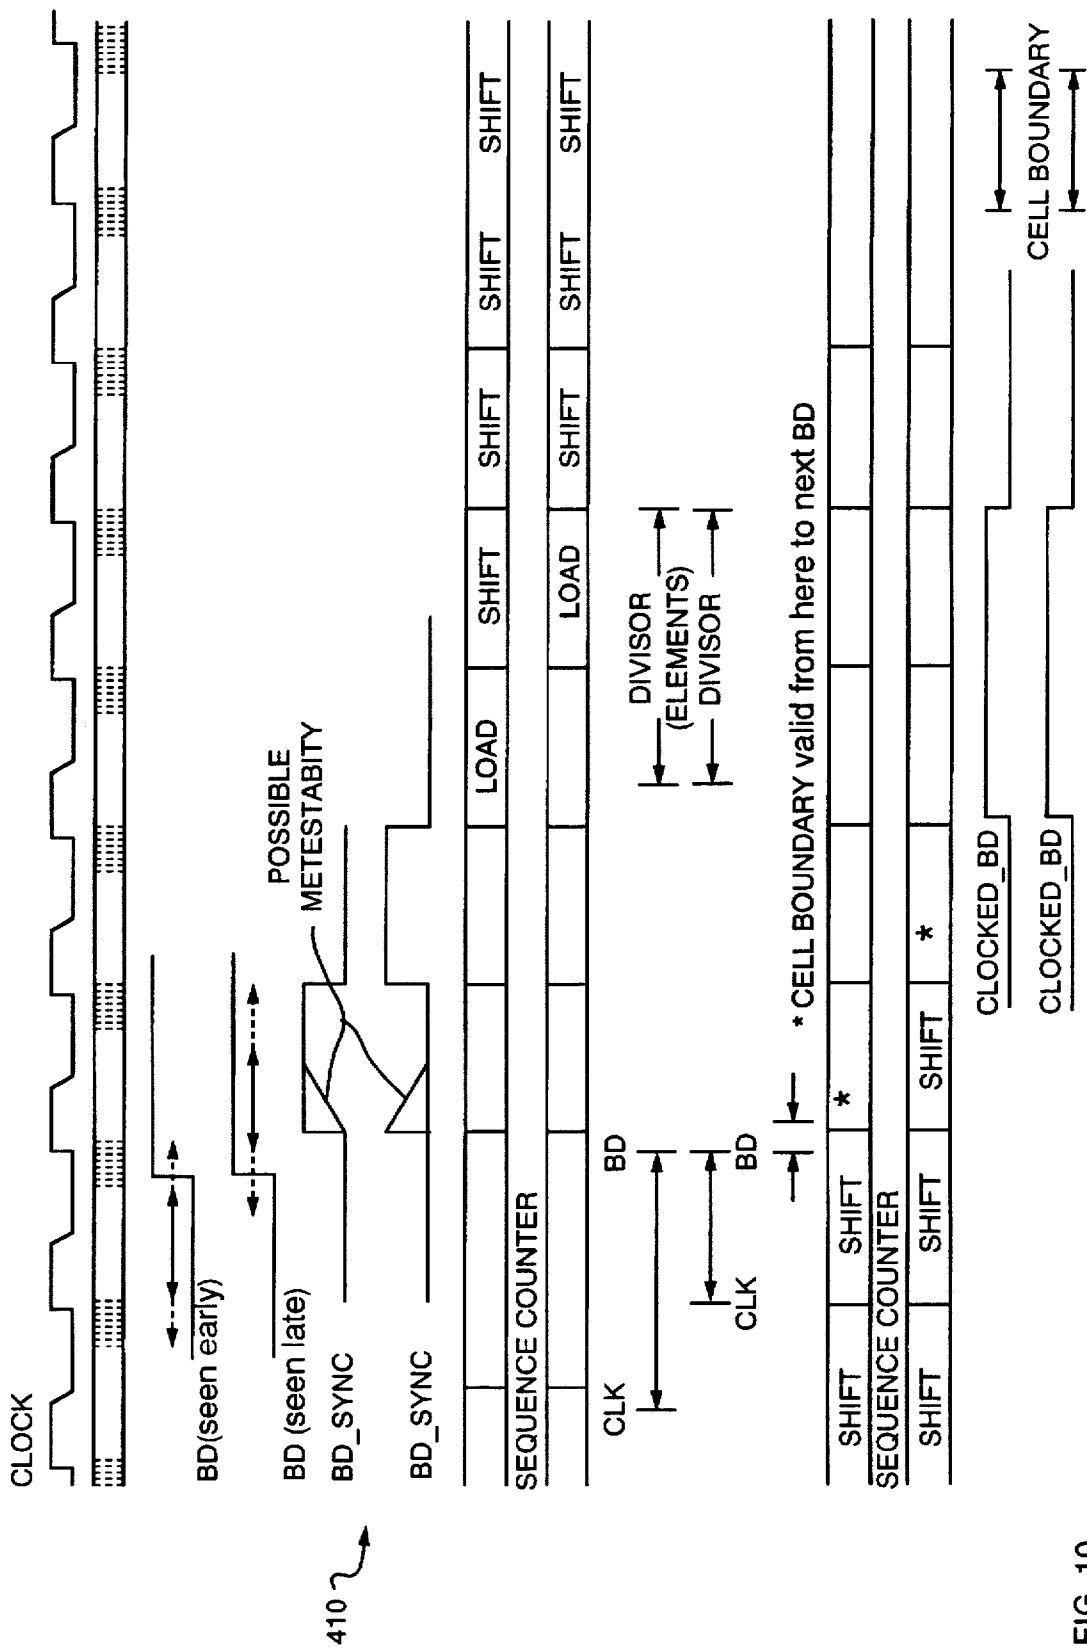 CLOCK
BD(seen early)
POSSIBLE
METESTABITY
BD (seen late)
410
BD_SYNC
BD_SYNC
LOAD SHIFT SHIFT SHIFT SHIFT
SEQUENCE COUNTER
LOAD SHIFT SHIFT SHIFT
CLK BD
DIVISOR
(ELEMENTS)
DIVISOR
CLK BD
* CELL BOUNDARY valid from here to next BD
SHIFT SHIFT *
SEQUENCE COUNTER
SHIFT SHIFT SHIFT *
CLOCKED_BD
CELL BOUNDARY
CLOCKED_BD
FIG. 10